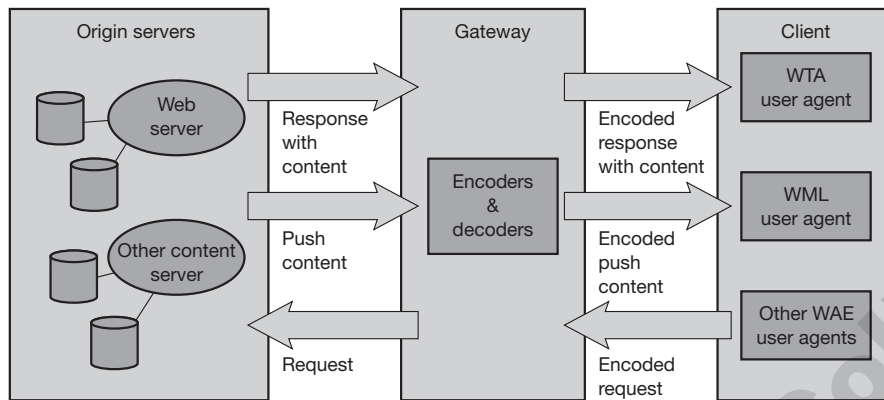 Origin servers
Web
server
Other content
server
Response
with
content
Push
content
Request
Gateway
Encoders
&
decoders
Encoded
response
with content
Encoded
push
content
Encoded
request
Client
WTA
user agent
WML
user agent
Other WAE
user agents